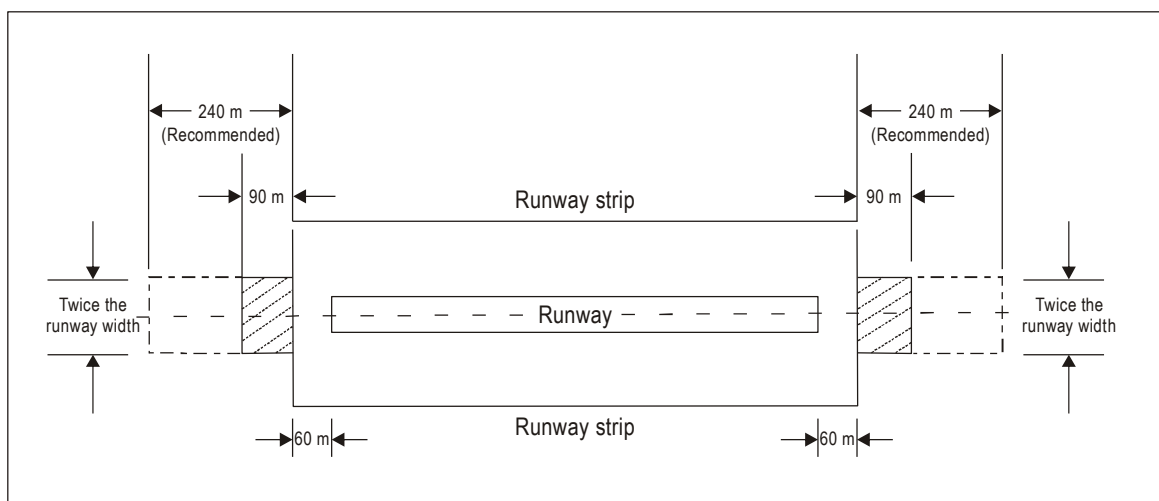 240 m
(Recommended)
240 m
(Recommended)
90 m
Runway strip
90 m
Twice the
runway width
Runway
Twice the
runway width
Runway strip
60 m
60 m